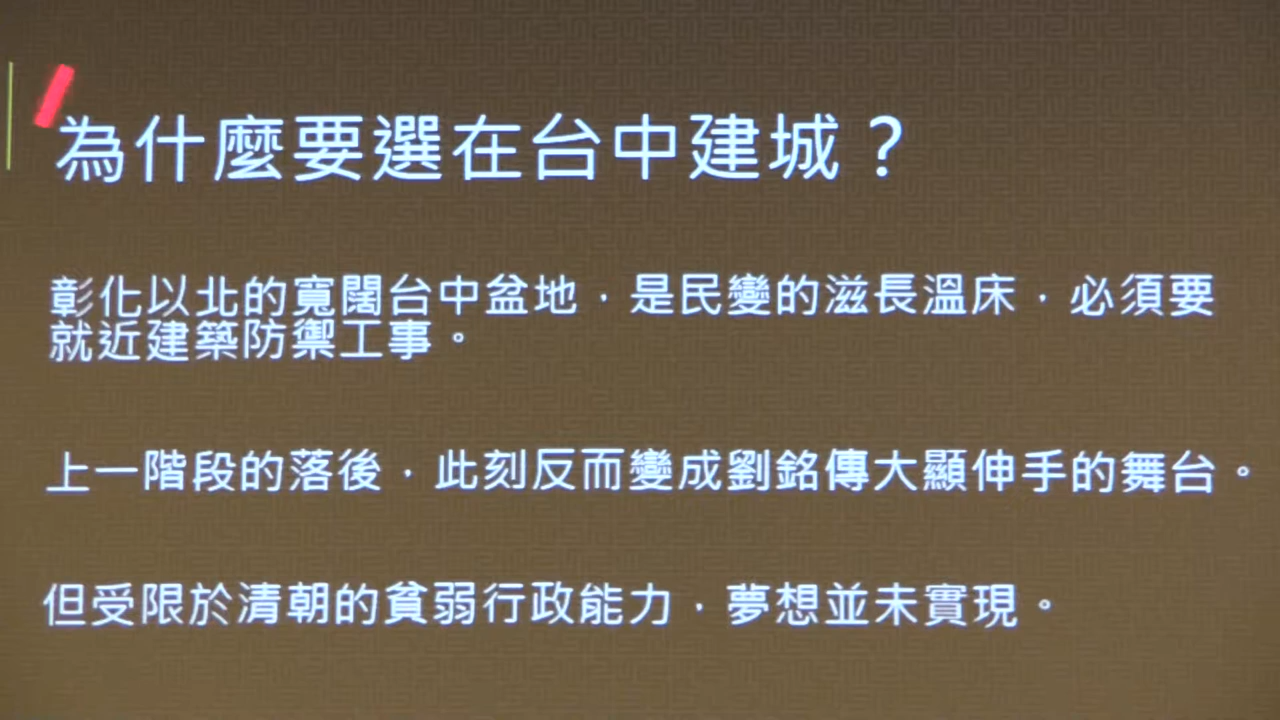 為什麼要選在台中建城？
彰化以北的寬闊台中盆地，是民變的滋長溫床，必須要
就近建築防禦工事。
上一階段的落後，此刻反而變成劉銘傳大顯伸手的舞台。
但受限於清朝的貧弱行政能力，夢想並未實現。